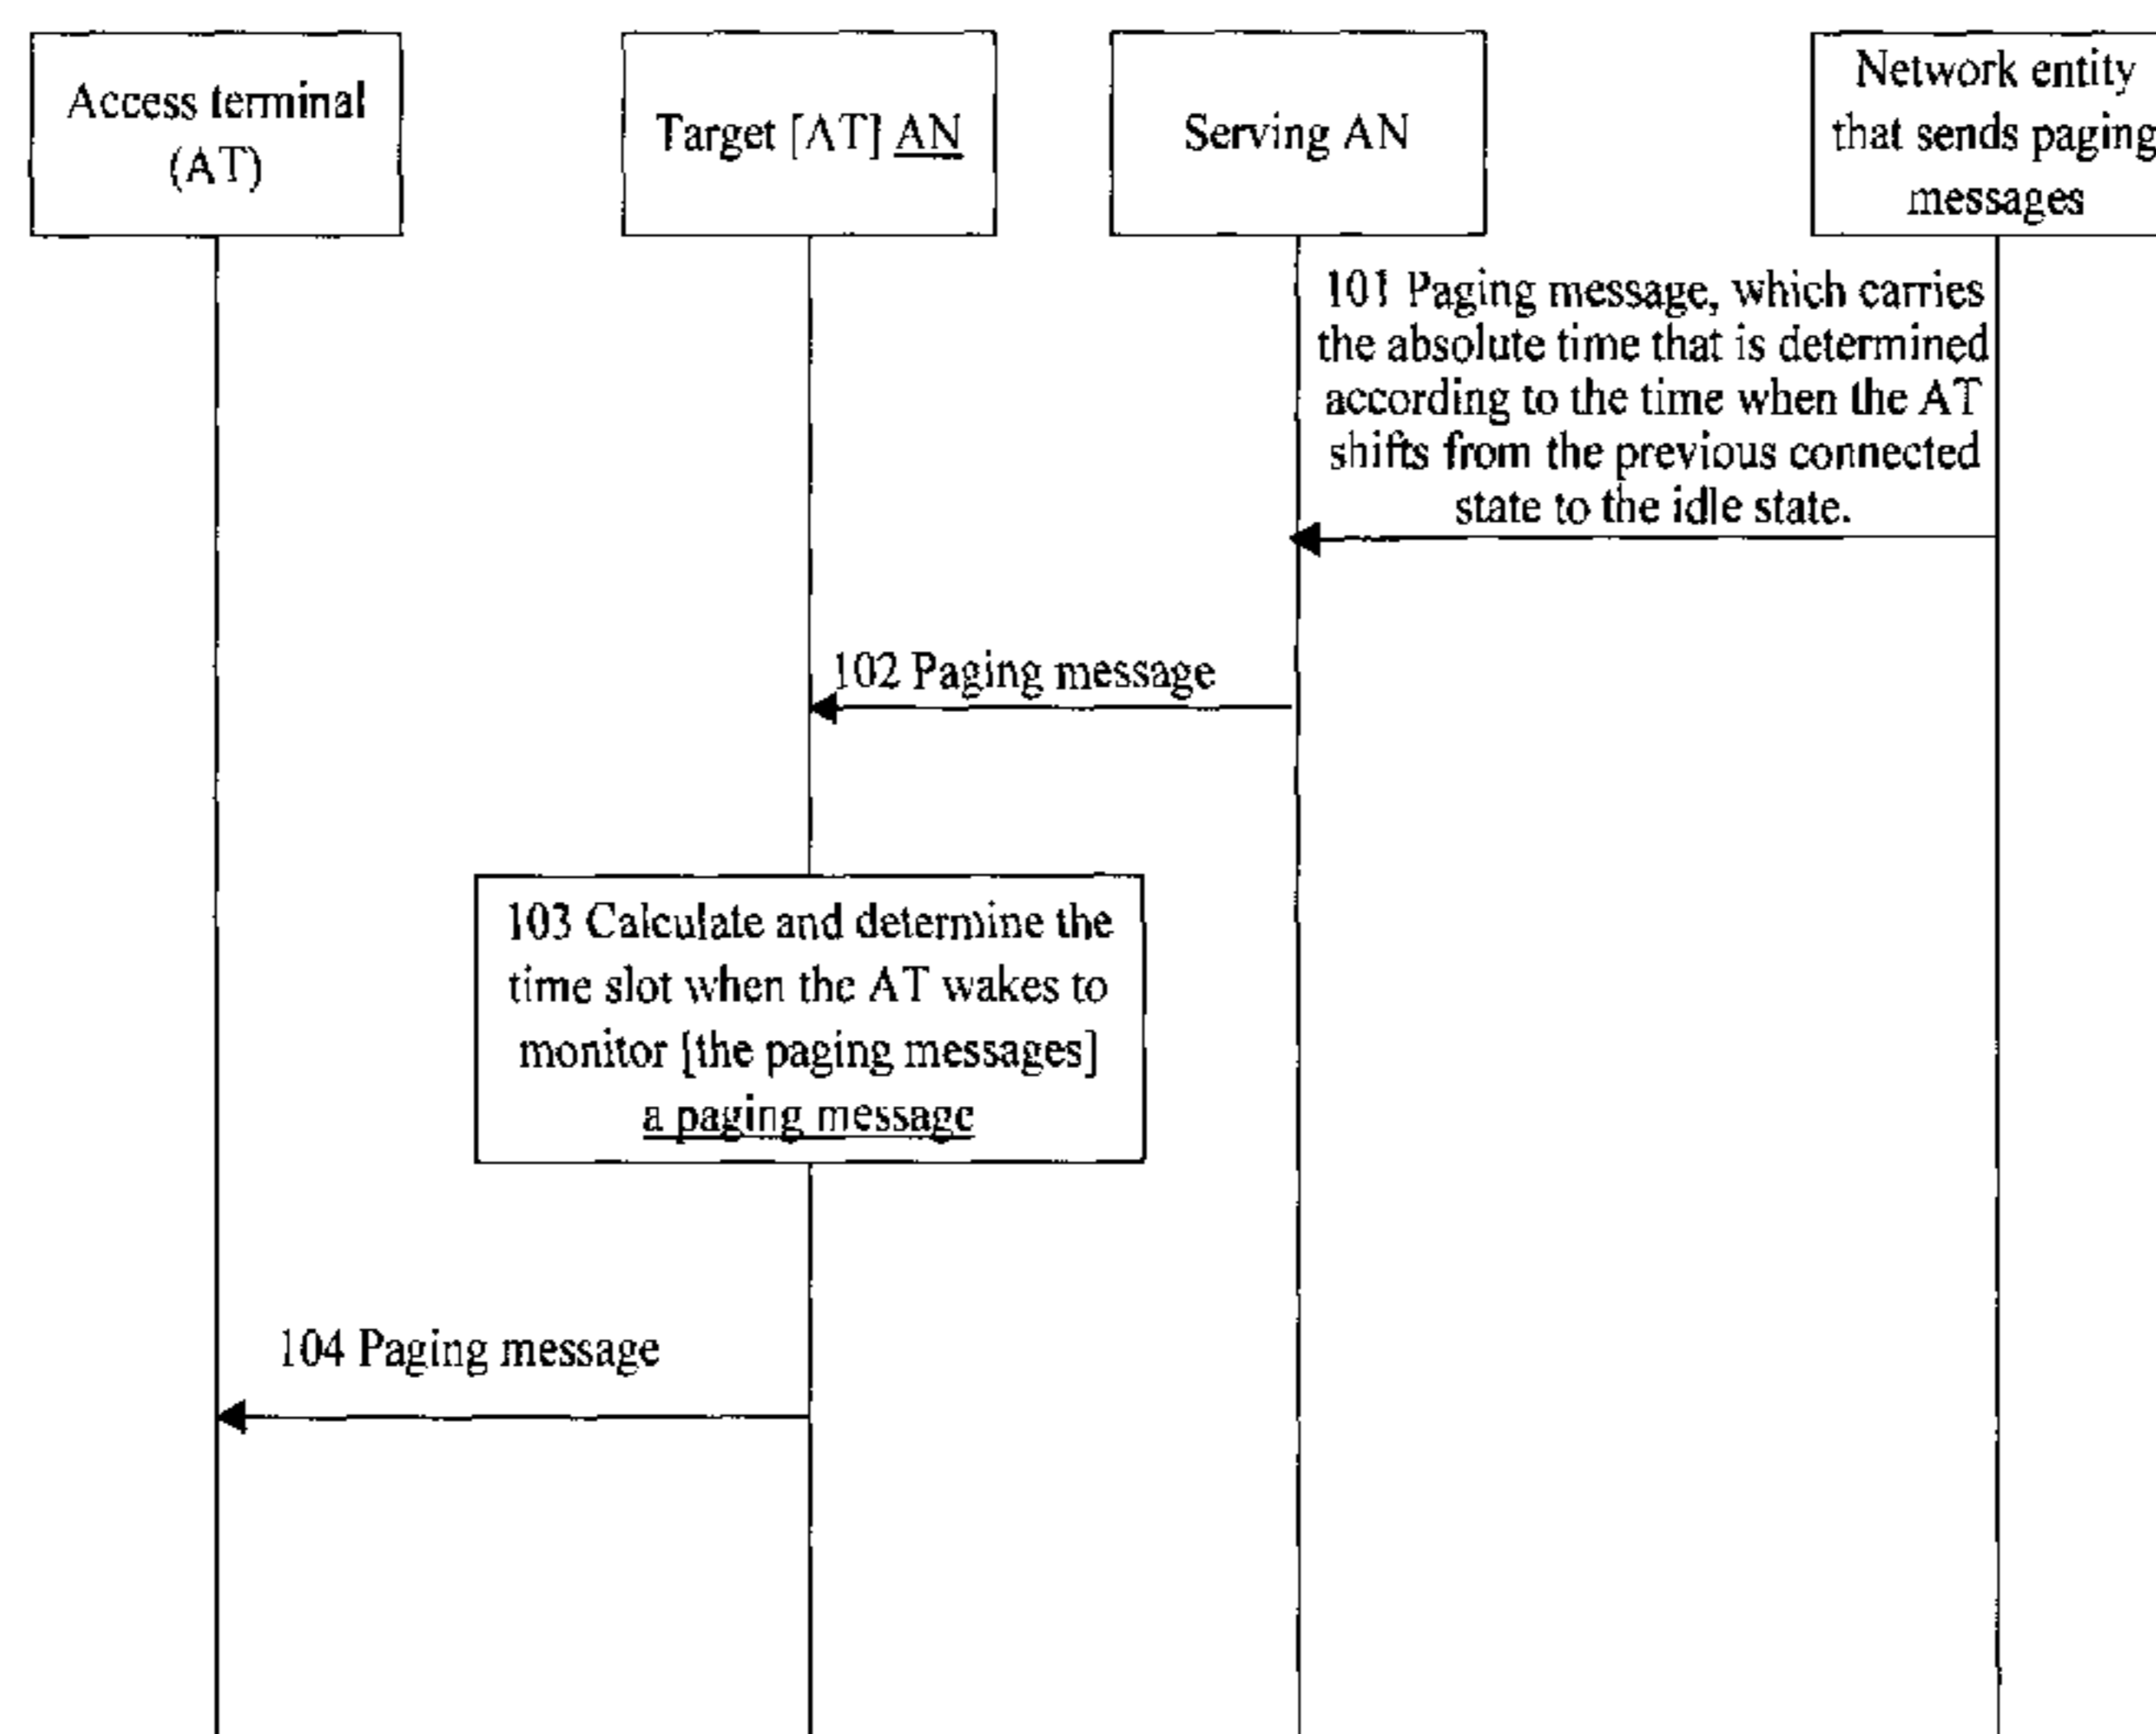 Access terminal
(AT)
Target [AT] AN
Serving AN
Network entity
that sends paging
messages
101 Paging message, which carries
the absolute time that is determined
according to the time when the AT
shifts from the previous connected
state to the idle state.
102 Paging message
103 Calculate and determine the
time slot when the AT wakes to
monitor [the paging messages]
a paging message
104 Paging message